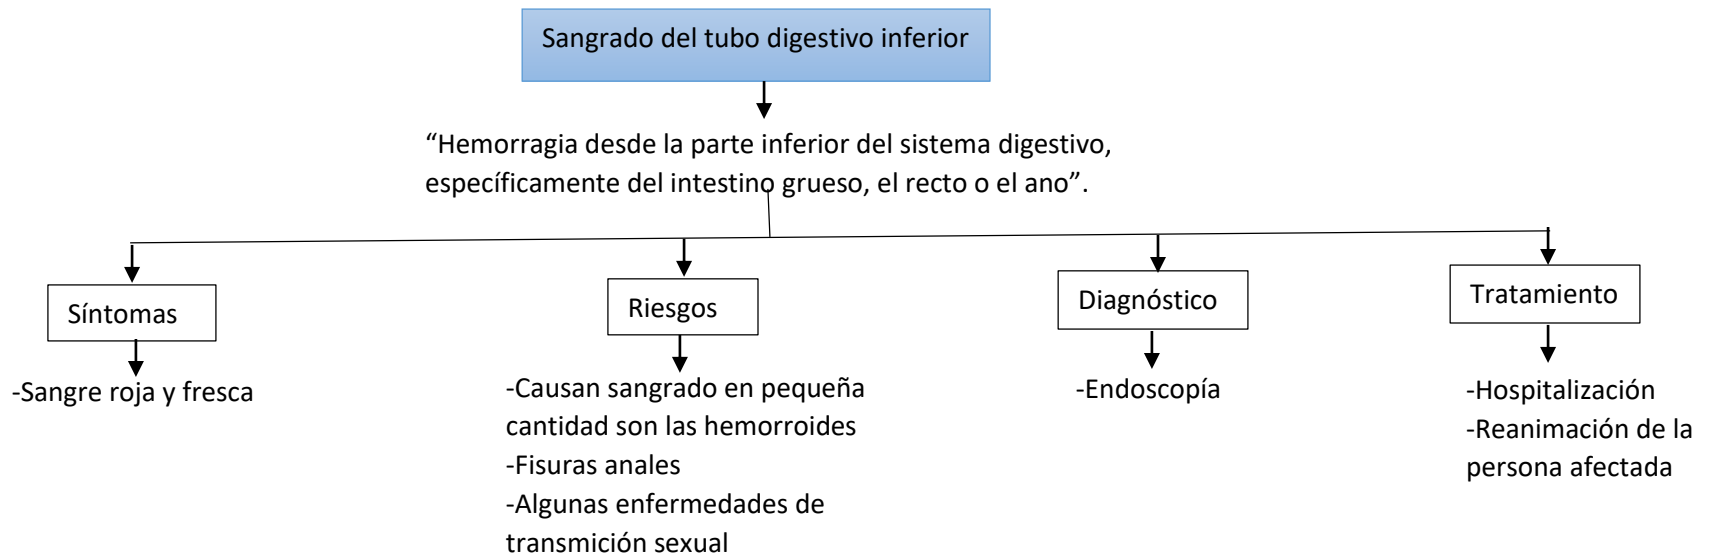 Sangrado del tubo digestivo inferior
“Hemorragia desde la parte inferior del sistema digestivo,
específicamente del intestino grueso, el recto o el ano”.
Síntomas
-Sangre roja y fresca
Riesgos
-Causan sangrado en pequeña
cantidad son las hemorroides
-Fisuras anales
-Algunas enfermedades de
transmición sexual
Diagnóstico
-Endoscopía
Tratamiento
-Hospitalización
-Reanimación de la
persona afectada